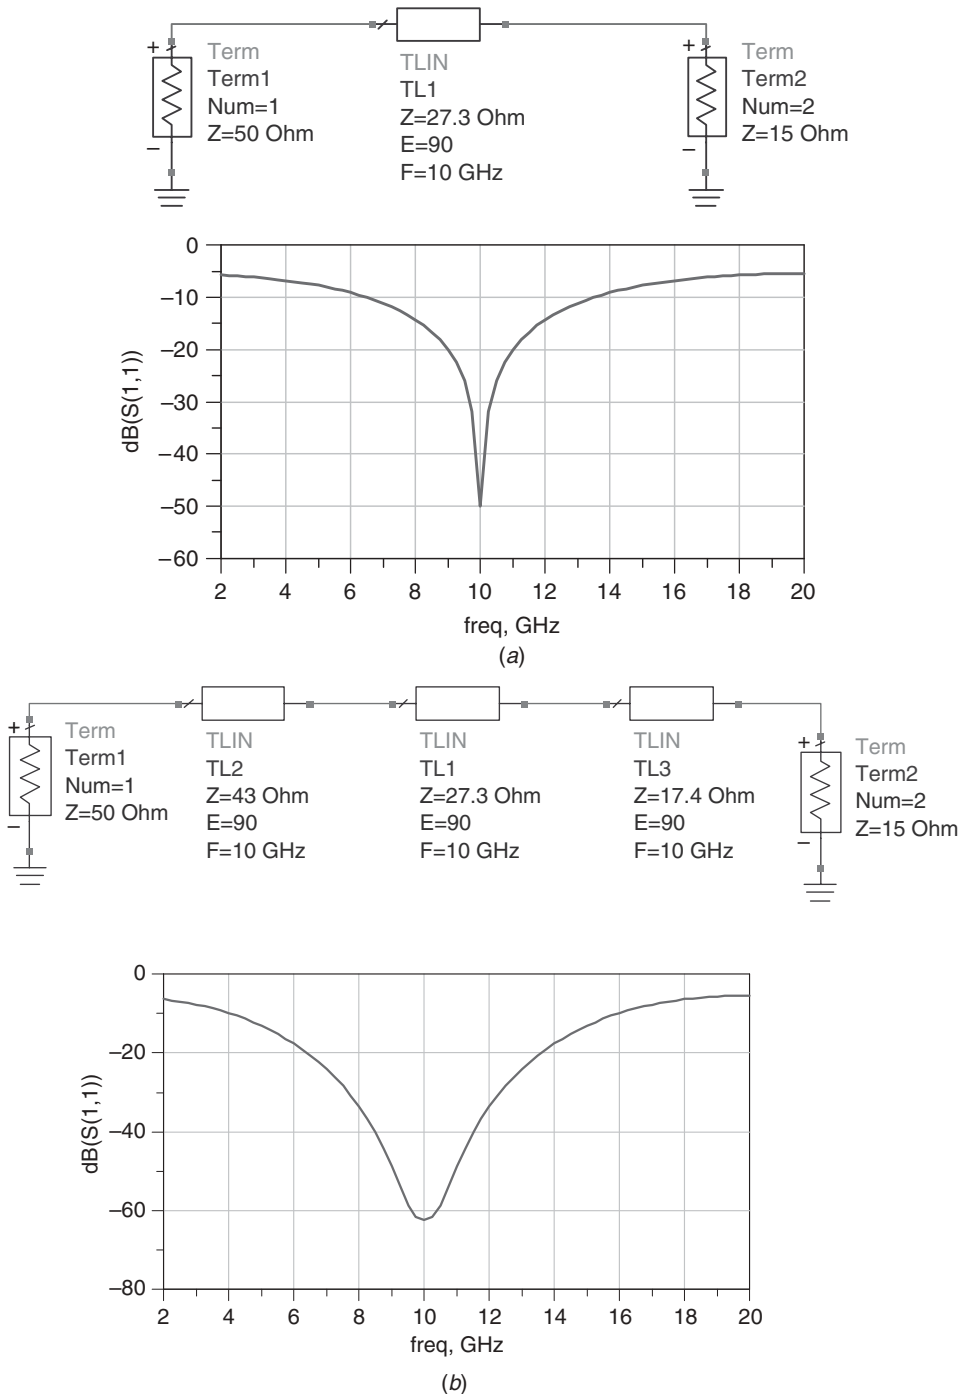 +
Term
Term1
Num=1
Z=50 Ohm
–
TLIN
TL1
Z=27.3 Ohm
E=90
F=10 GHz
+
Term
Term2
Num=2
Z=15 Ohm
–
dB(S(1,1))
0
–10
–20
–30
–40
–50
–60
2 4 6 8 10 12 14 16 18 20
freq, GHz
(a)
+
Term
Term1
Num=1
Z=50 Ohm
–
TLIN
TL2
Z=43 Ohm
E=90
F=10 GHz
TLIN
TL1
Z=27.3 Ohm
E=90
F=10 GHz
TLIN
TL3
Z=17.4 Ohm
E=90
F=10 GHz
+
Term
Term2
Num=2
Z=15 Ohm
–
dB(S(1,1))
0
–20
–40
–60
–80
2 4 6 8 10 12 14 16 18 20
freq, GHz
(b)